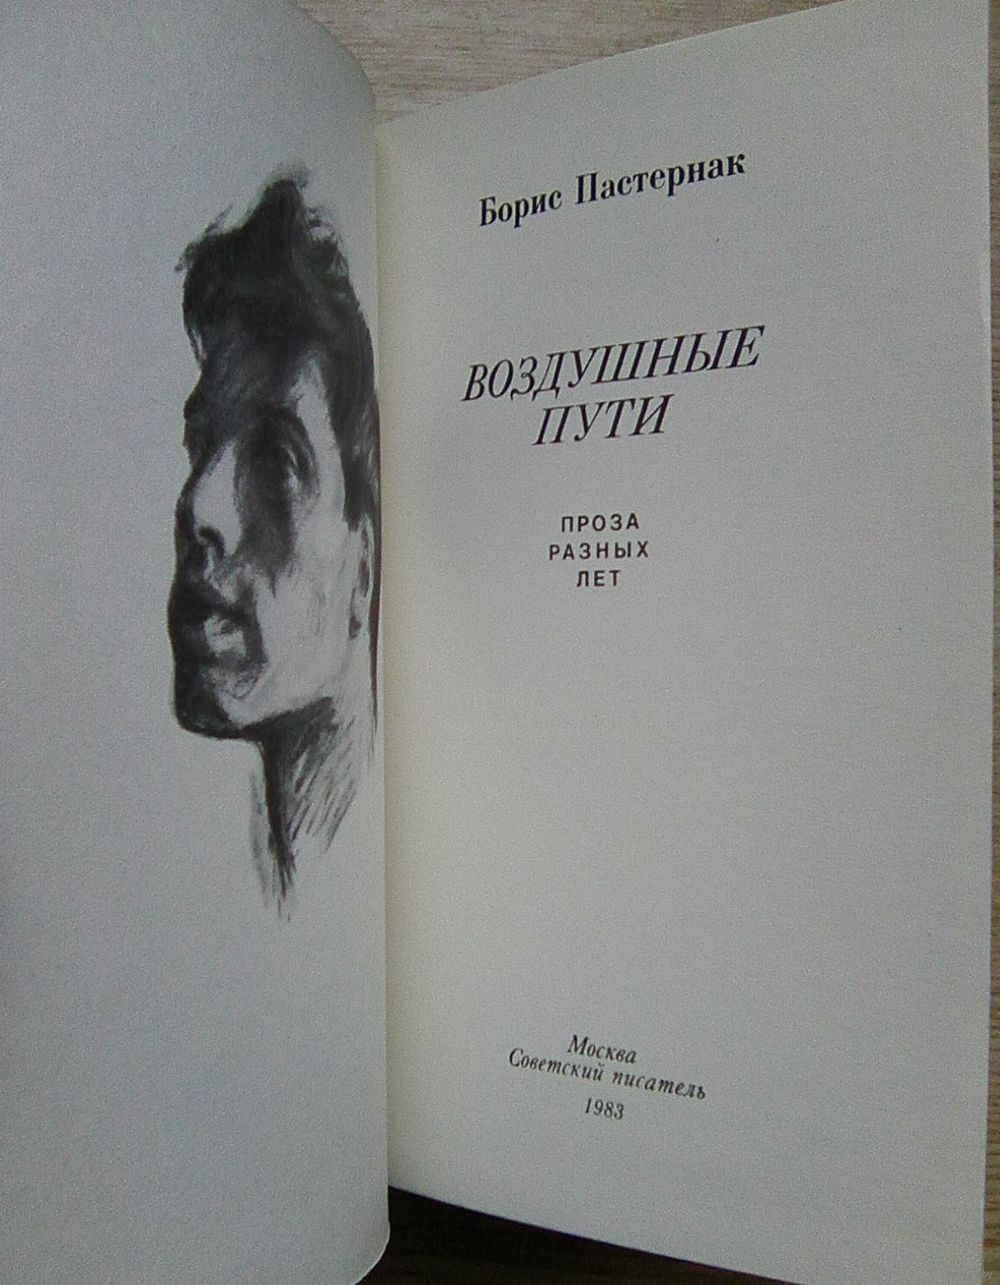 Борис Пастернак
ВОЗДУШНЫЕ
ПУТИ
ПРОЗА
РАЗНЫХ
ЛЕТ
Москва
Советский писатель
1983